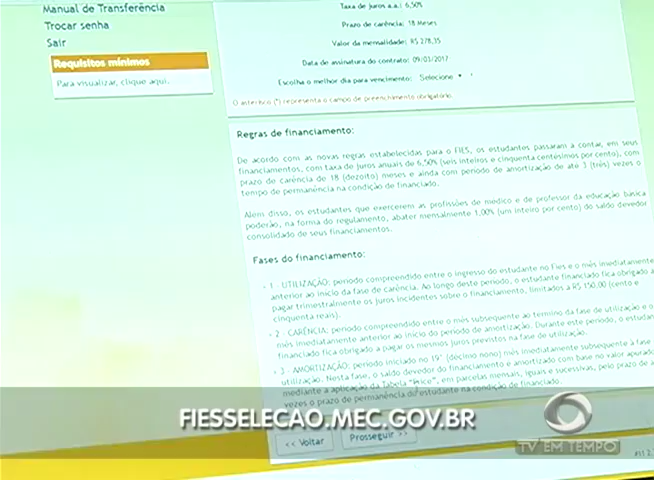 Manual de Transferência
Trocar senha
Sair
Requisitos mínimos
Para visualizar, clique aqui.
Taxa de juros a.a.: 6,50%
Prazo de carência: 18 Meses
Valor da mensalidade: R$ 278,35
Data de assinatura do contrato: 09/03/2017
Escolha o melhor dia para vencimento: Selecione
O asterisco (*) representa o campo de preenchimento obrigatório.
Regras de financiamento:
De acordo com as novas regras estabelecidas para o FIES, os estudantes passaram a contar, em seus
financiamentos, com taxa de juros anuais de 6,50% (seis inteiros e cinquenta centésimos por cento), com
prazo de carência de 18 (dezoito) meses e ainda com período de amortização de até 3 (três) vezes o
tempo de permanência na condição de financiado.
Além disso, os estudantes que exercerem as profissões de médico e de professor da educação básica
poderão, na forma do regulamento, abater mensalmente 1,00% (um inteiro por cento) do saldo devedor
consolidado de seus financiamentos.
Fases do financiamento:
- 1 - UTILIZAÇÃO: período compreendido entre o ingresso do estudante no Fies e o mês imediatamente
anterior ao início da fase de carência. Ao longo deste período, o estudante financiado fica obrigado a
pagar trimestralmente os juros incidentes sobre o financiamento, limitados a R$ 150,00 (cento e
cinquenta reais).
- 2 - CARÊNCIA: período compreendido entre o mês subsequente ao término da fase de utilização e o
mês imediatamente anterior ao início do período de amortização. Durante este período, o estudan
financiado fica obrigado a pagar os mesmos juros previstos na fase de utilização.
- 3 - AMORTIZAÇÃO: período iniciado no 19° (décimo nono) mês imediatamente subsequente à fase
utilização. Nesta fase, o saldo devedor do financiamento é amortizado com base no valor apurado
mediante a aplicação da Tabela "Price", em parcelas mensais, iguais e sucessivas, pelo prazo de a
vezes o prazo de permanência do estudante na condição de financiado.
FIESSELECAO.MEC.GOV.BR
<< Voltar
Prosseguir >>
TV EM TEMPO